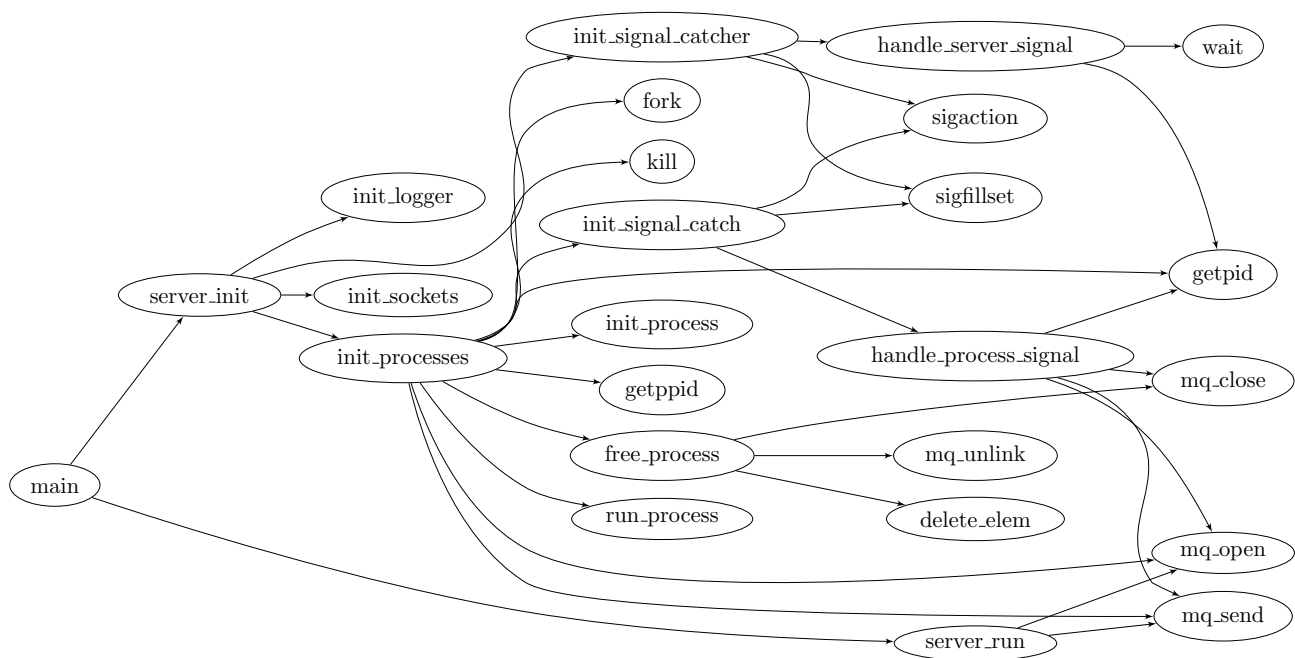 init_signal_catcher
handle_server_signal
wait
fork
sigaction
kill
init_logger
sigfillset
init_signal_catch
getpid
server_init
init_sockets
init_process
init_processes
handle_process_signal
getppid
mq_close
free_process
mq_unlink
main
run_process
delete_elem
mq_open
mq_send
server_run